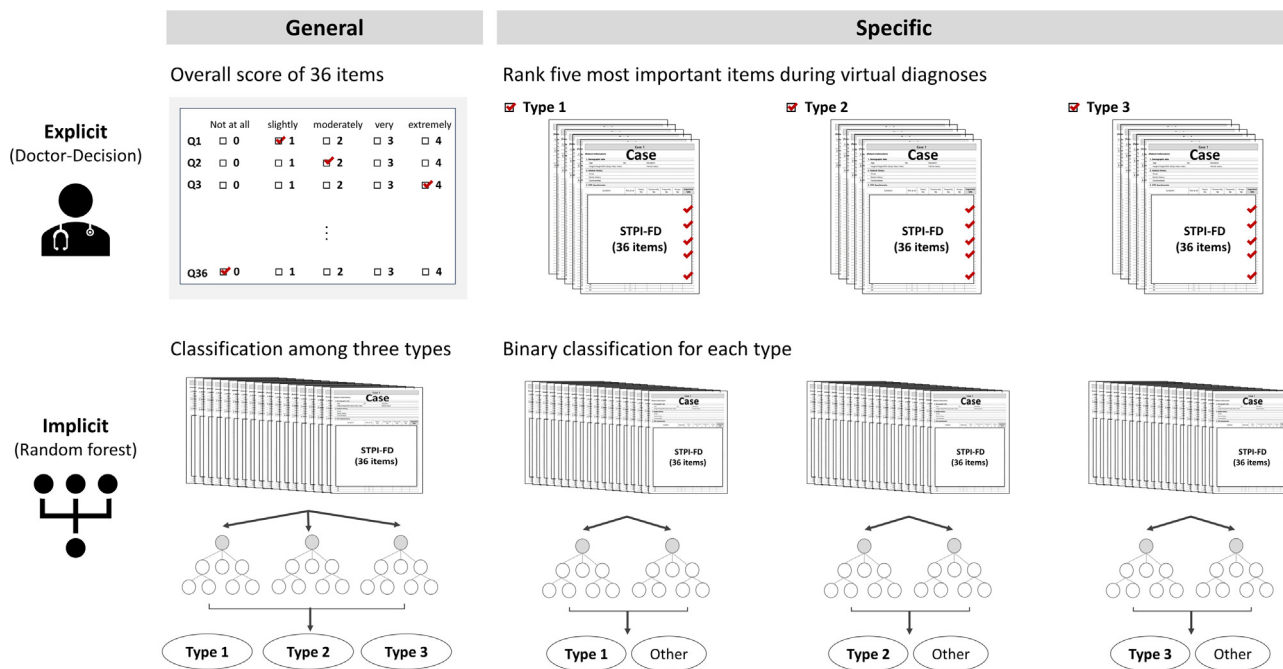 General
Specific
Explicit
(Doctor-Decision)
Overall score of 36 items
Not at all slightly moderately very extremely
Q1 0 1 2 3 4
Q2 0 1 2 3 4
Q3 0 1 2 3 4
Q36 0 1 2 3 4
Rank five most important items during virtual diagnoses
Type 1
Case
STPI-FD
(36 items)
Type 2
Case
STPI-FD
(36 items)
Type 3
Case
STPI-FD
(36 items)
Implicit
(Random forest)
Classification among three types
Case
STPI-FD
(36 items)
Type 1 Type 2 Type 3
Binary classification for each type
Case
STPI-FD
(36 items)
Type 1 Other
Case
STPI-FD
(36 items)
Type 2 Other
Case
STPI-FD
(36 items)
Type 3 Other